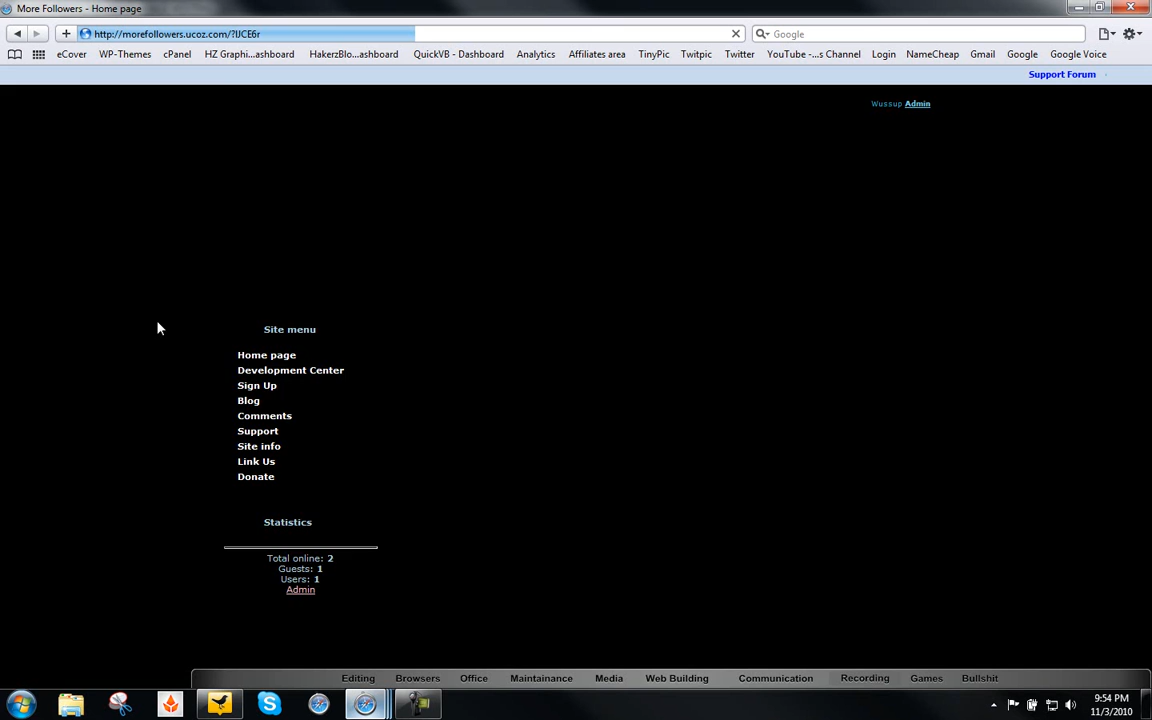 More Followers - Home page
http://morefollowers.ucoz.com/?lJCE6r
Google
eCover WP-Themes cPanel HZ Graphi...ashboard HakerzBlo...ashboard QuickVB - Dashboard Analytics Affiliates area TinyPic Twitpic Twitter YouTube -...s Channel Login NameCheap Gmail Google Google Voice
Support Forum
Wussup Admin
Site menu
Home page
Development Center
Sign Up
Blog
Comments
Support
Site info
Link Us
Donate
Statistics
Total online: 2
Guests: 1
Users: 1
Admin
Editing Browsers Office Maintainance Media Web Building Communication Recording Games Bullshit
9:54 PM
11/3/2010